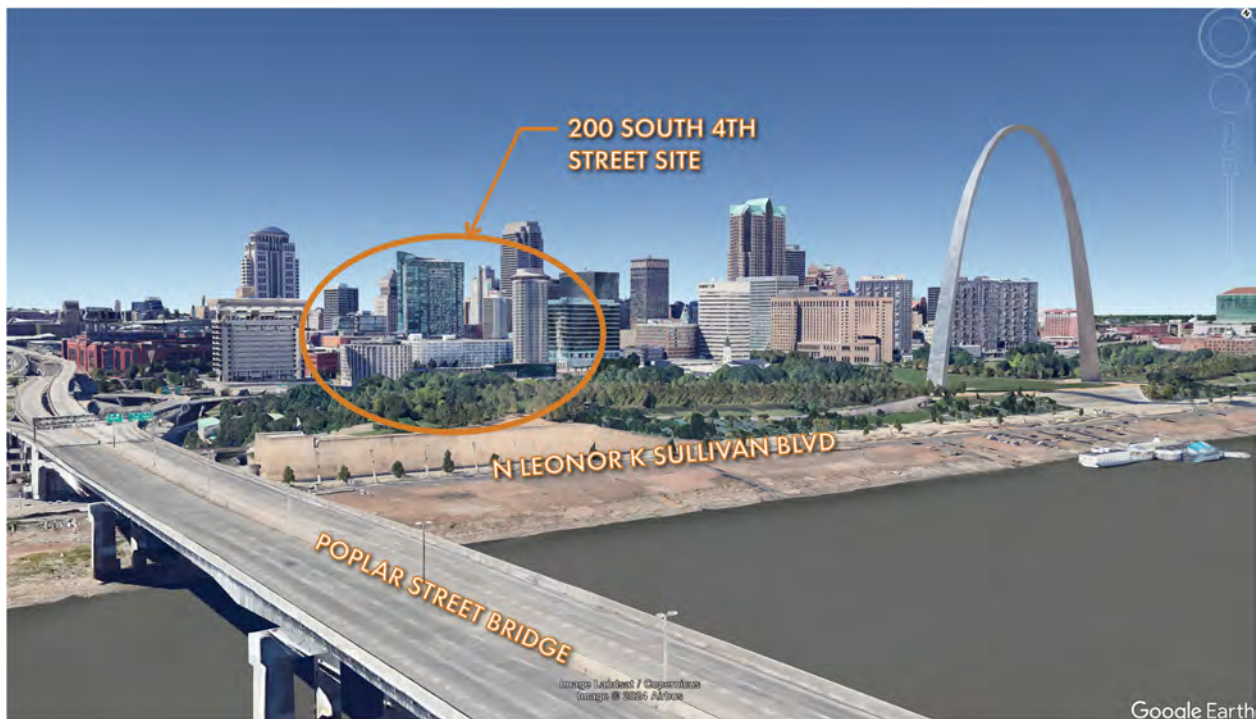 200 SOUTH 4TH
STREET SITE
N LEONOR K SULLIVAN BLVD
POPLAR STREET BRIDGE
Image Landsat / Copernicus
Image © 2024 Airbus
Google Earth